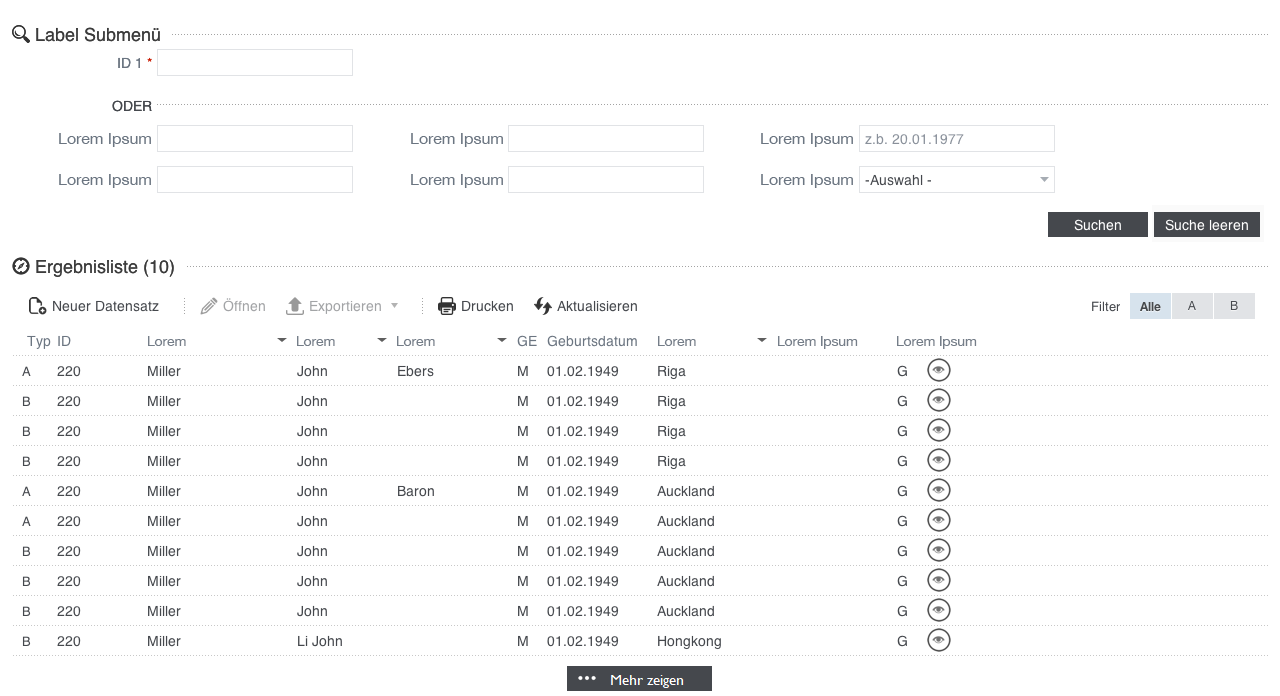 Label Submenü
ID 1 *
ODER
Lorem Ipsum Lorem Ipsum Lorem Ipsum z.b. 20.01.1977
Lorem Ipsum Lorem Ipsum Lorem Ipsum -Auswahl -
Suchen Suche leeren
Ergebnisliste (10)
Neuer Datensatz Öffnen Exportieren Drucken Aktualisieren Filter Alle A B
Typ ID Lorem Lorem Lorem GE Geburtsdatum Lorem Lorem Ipsum Lorem Ipsum
A 220 Miller John Ebers M 01.02.1949 Riga G
B 220 Miller John M 01.02.1949 Riga G
B 220 Miller John M 01.02.1949 Riga G
B 220 Miller John M 01.02.1949 Riga G
A 220 Miller John Baron M 01.02.1949 Auckland G
A 220 Miller John M 01.02.1949 Auckland G
B 220 Miller John M 01.02.1949 Auckland G
B 220 Miller John M 01.02.1949 Auckland G
B 220 Miller John M 01.02.1949 Auckland G
B 220 Miller Li John M 01.02.1949 Hongkong G
••• Mehr zeigen